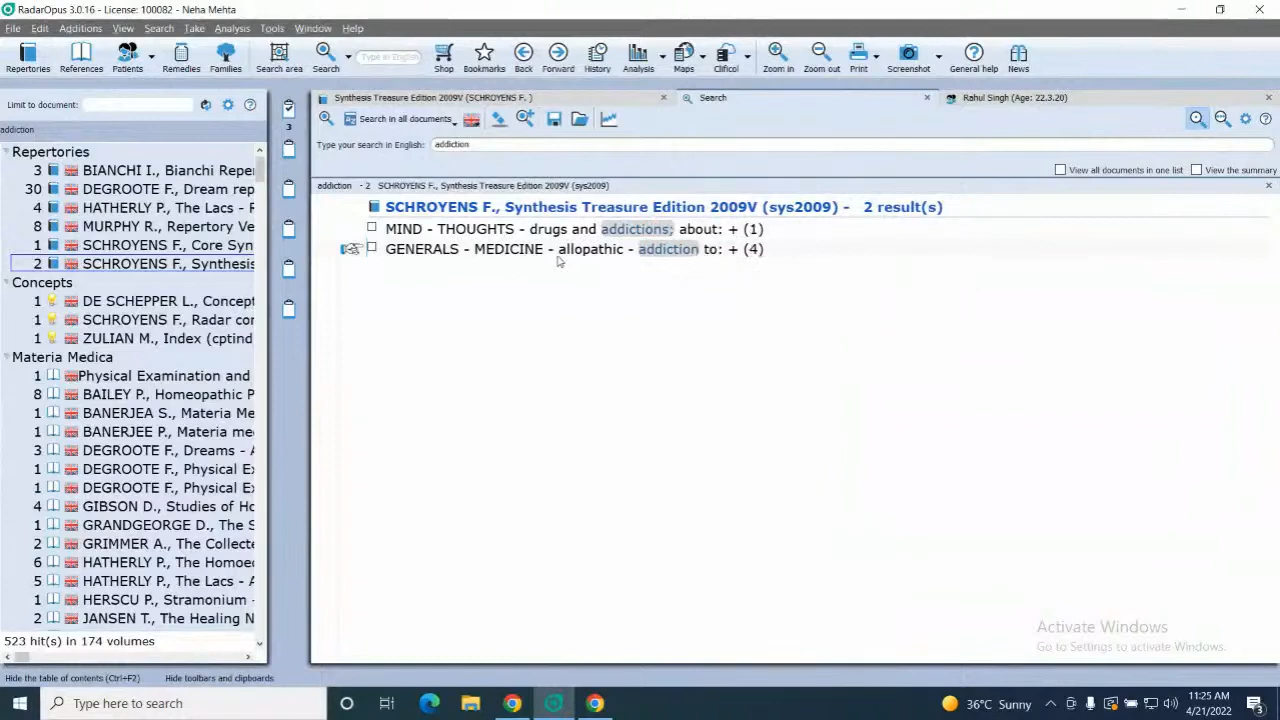 RadarOpus 3.0.16 - License: 100082 - Neha Mehta
File Edit Additions View Search Take Analysis Tools Window Help
Repertories References Patients Remedies Families Search area Search Type in English Shop Bookmarks Back Forward History Analysis Maps Clificol Zoom in Zoom out Print Screenshot General help News
Limit to document:
addiction
Repertories
3 BIANCHI I., Bianchi Reper
30 DEGROOTE F., Dream rep
4 HATHERLY P., The Lacs - R
8 MURPHY R., Repertory Ve
1 SCHROYENS F., Core Syn
2 SCHROYENS F., Synthesis
Concepts
1 DE SCHEPPER L., Concept
1 SCHROYENS F., Radar con
1 ZULIAN M., Index (cptind
Materia Medica
1 Physical Examination and
8 BAILEY P., Homeopathic P
1 BANERJEA S., Materia Me
1 BANERJEE P., Materia med
3 DEGROOTE F., Dreams - A
1 DEGROOTE F., Physical Ex
1 DEGROOTE F., Physical Ex
4 GIBSON D., Studies of Ho
1 GRANDGEORGE D., The S
2 GRIMMER A., The Collecte
6 HATHERLY P., The Homoe
5 HATHERLY P., The Lacs - A
1 HERSCU P., Stramonium -
2 JANSEN T., The Healing N
523 hit(s) in 174 volumes
3
Synthesis Treasure Edition 2009V (SCHROYENS F. )
Search
Rahul Singh (Age: 22.3.20)
Search in all documents
Type your search in English: addiction
View all documents in one list View the summary
addiction - 2 SCHROYENS F., Synthesis Treasure Edition 2009V (sys2009)
SCHROYENS F., Synthesis Treasure Edition 2009V (sys2009) - 2 result(s)
MIND - THOUGHTS - drugs and addictions; about: + (1)
GENERALS - MEDICINE - allopathic - addiction to: + (4)
Activate Windows
Go to Settings to activate Windows.
Hide the table of contents (Ctrl+F2) Hide toolbars and clipboards
Type here to search
36°C Sunny
11:25 AM
4/21/2022
3